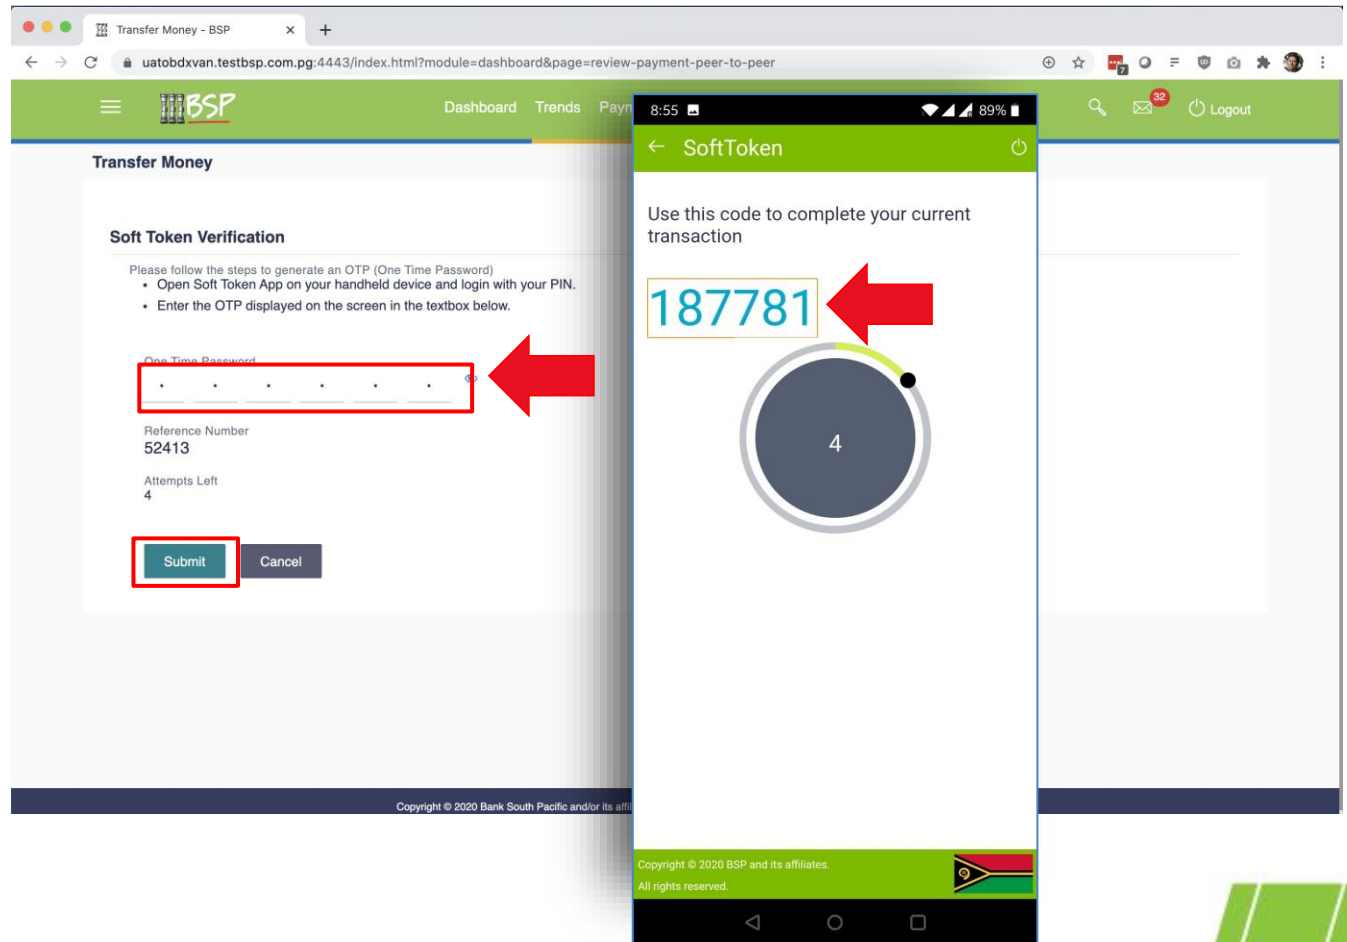 Transfer Money - BSP
uatobdxvan.testbsp.com.pg:4443/index.html?module=dashboard&page=review-payment-peer-to-peer
7
BSP
Dashboard Trends
32
Logout
Transfer Money
Soft Token Verification
Please follow the steps to generate an OTP (One Time Password)
• Open Soft Token App on your handheld device and login with your PIN.
• Enter the OTP displayed on the screen in the textbox below.
One Time Password
Reference Number
52413
Attempts Left
4
Submit Cancel
Copyright © 2020 Bank South Pacific and/or its
8:55
89%
SoftToken
Use this code to complete your current
transaction
187781
4
Copyright © 2020 BSP and its affiliates.
All rights reserved.